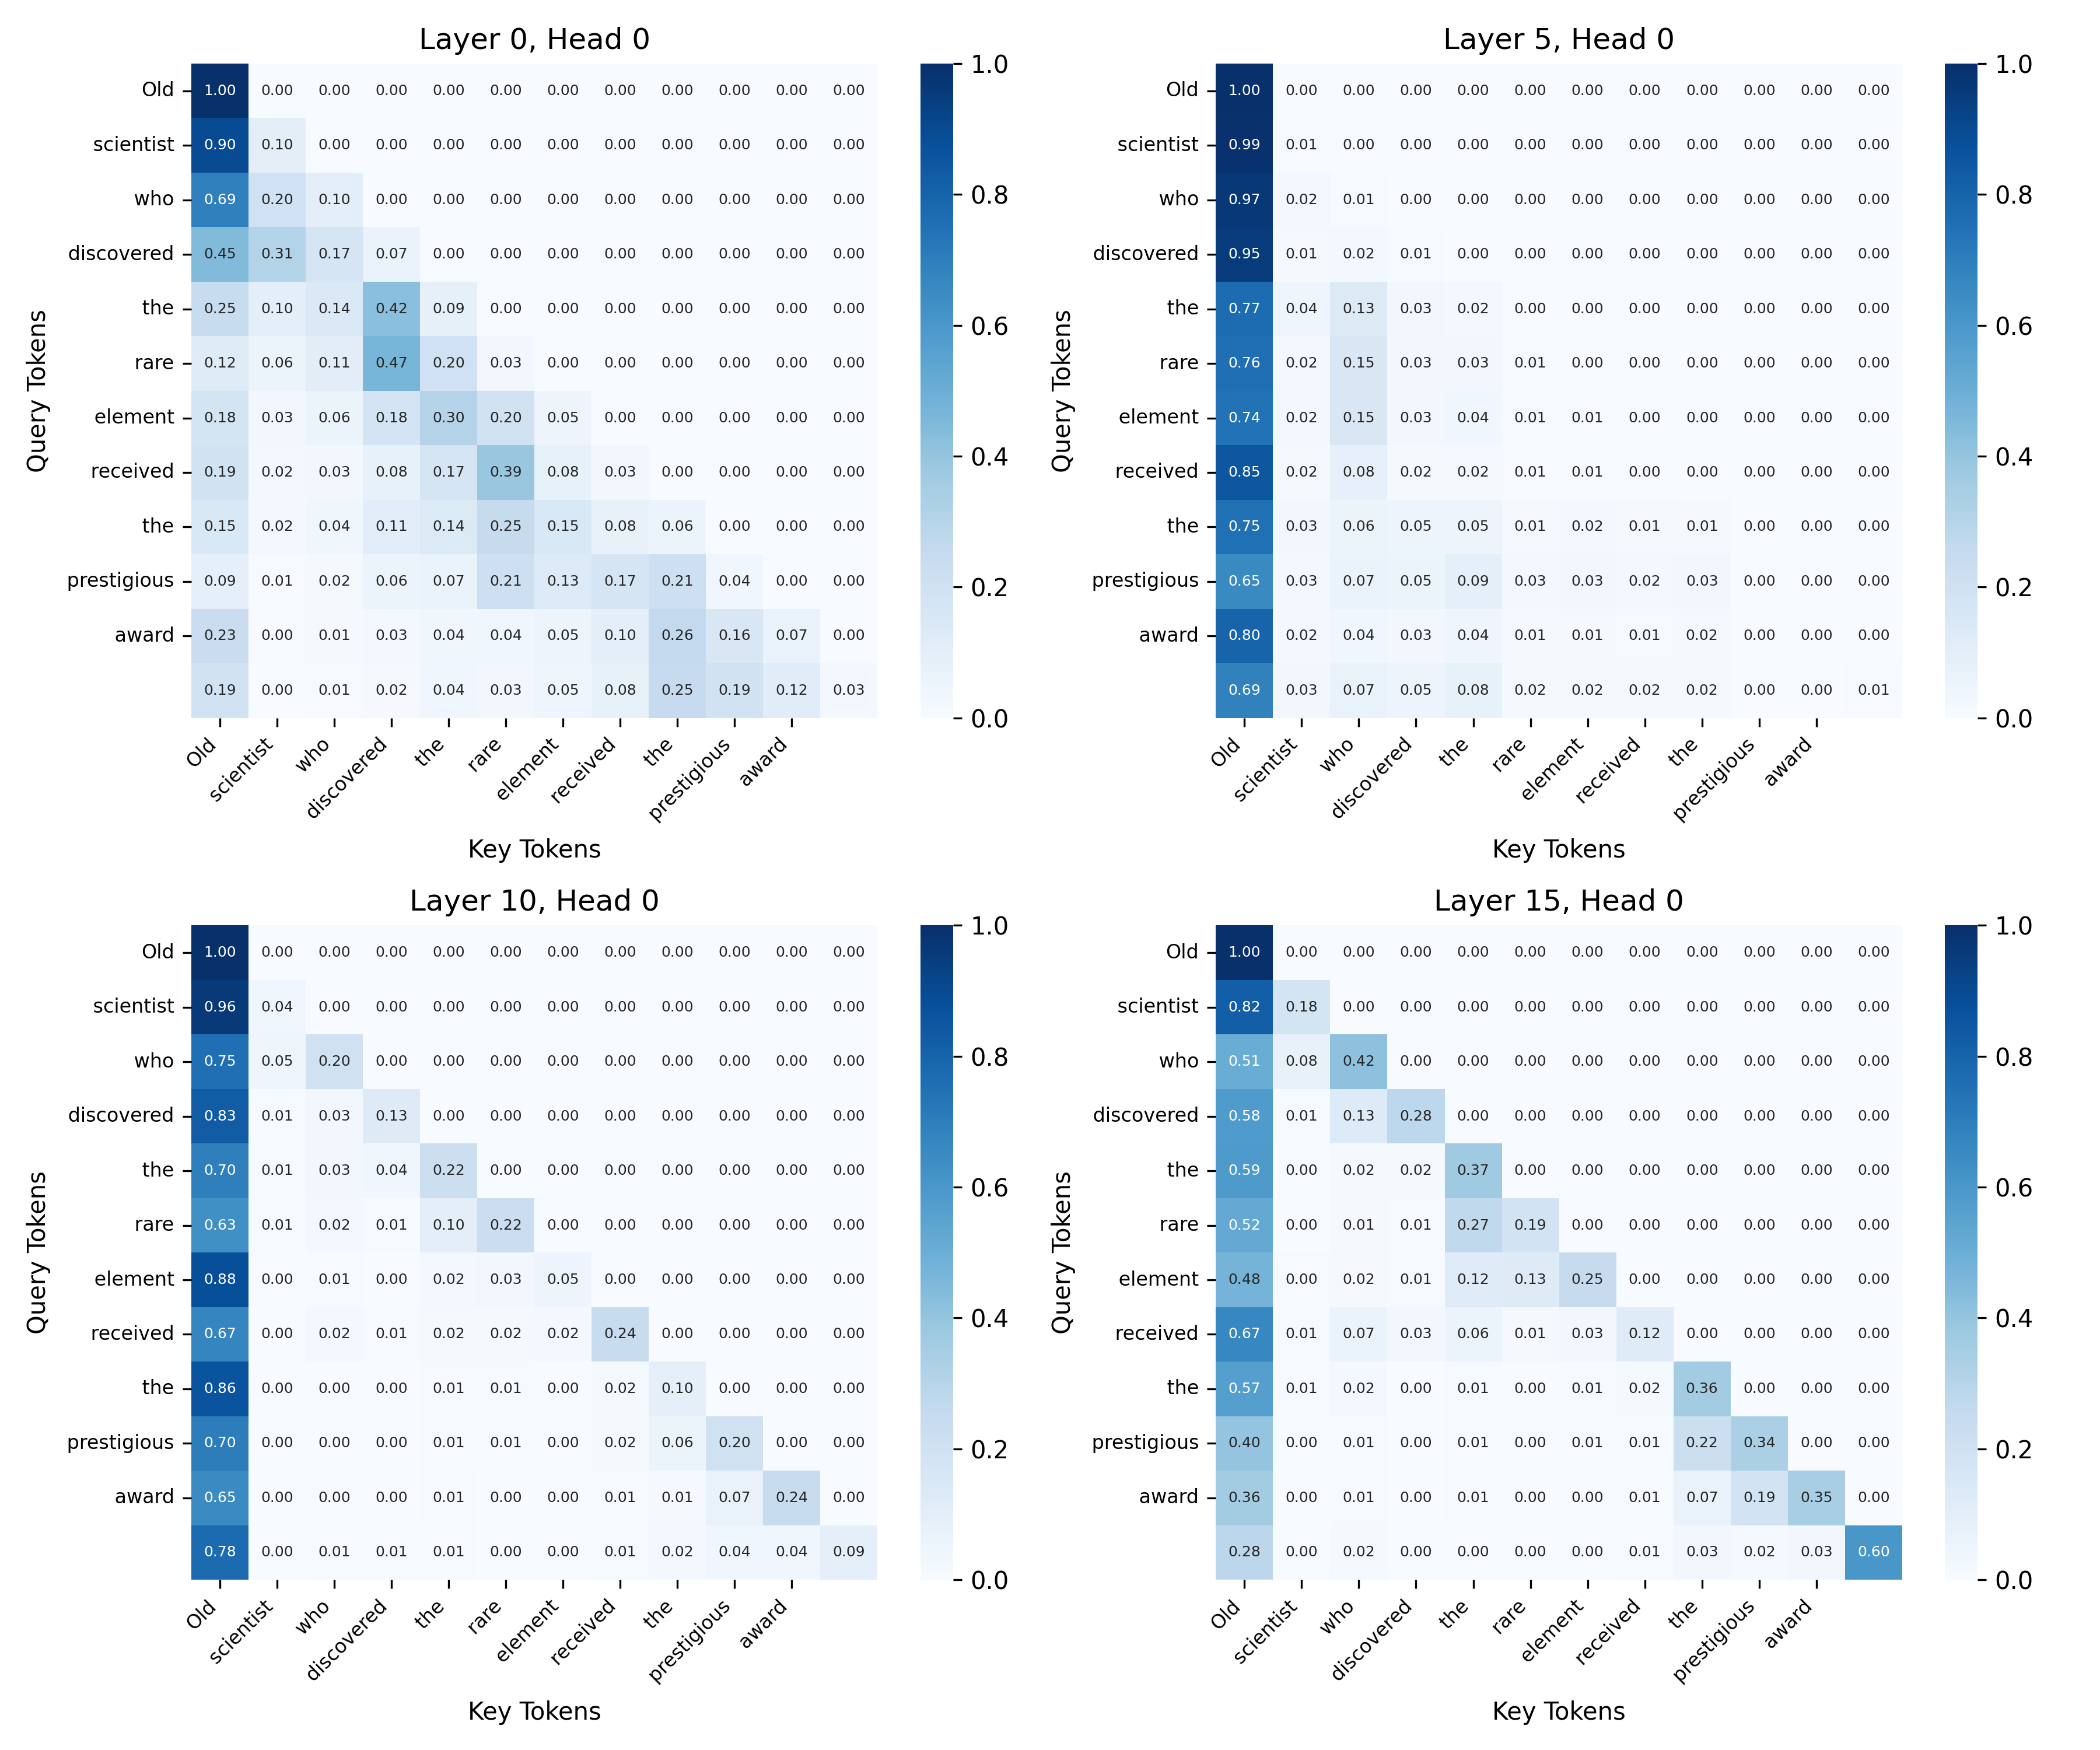 Layer 0, Head 0
Query Tokens
Old 1.00 0.00 0.00 0.00 0.00 0.00 0.00 0.00 0.00 0.00 0.00 0.00
scientist 0.90 0.10 0.00 0.00 0.00 0.00 0.00 0.00 0.00 0.00 0.00 0.00
who 0.69 0.20 0.10 0.00 0.00 0.00 0.00 0.00 0.00 0.00 0.00 0.00
discovered 0.45 0.31 0.17 0.07 0.00 0.00 0.00 0.00 0.00 0.00 0.00 0.00
the 0.25 0.10 0.14 0.42 0.09 0.00 0.00 0.00 0.00 0.00 0.00 0.00
rare 0.12 0.06 0.11 0.47 0.20 0.03 0.00 0.00 0.00 0.00 0.00 0.00
element 0.18 0.03 0.06 0.18 0.30 0.20 0.05 0.00 0.00 0.00 0.00 0.00
received 0.19 0.02 0.03 0.08 0.17 0.39 0.08 0.03 0.00 0.00 0.00 0.00
the 0.15 0.02 0.04 0.11 0.14 0.25 0.15 0.08 0.06 0.00 0.00 0.00
prestigious 0.09 0.01 0.02 0.06 0.07 0.21 0.13 0.17 0.21 0.04 0.00 0.00
award 0.23 0.00 0.01 0.03 0.04 0.04 0.05 0.10 0.26 0.16 0.07 0.00
0.19 0.00 0.01 0.02 0.04 0.03 0.05 0.08 0.25 0.19 0.12 0.03
Old scientist who discovered the rare element received the prestigious award
Key Tokens
1.0
0.8
0.6
0.4
0.2
0.0
Layer 5, Head 0
Query Tokens
Old 1.00 0.00 0.00 0.00 0.00 0.00 0.00 0.00 0.00 0.00 0.00 0.00
scientist 0.99 0.01 0.00 0.00 0.00 0.00 0.00 0.00 0.00 0.00 0.00 0.00
who 0.97 0.02 0.01 0.00 0.00 0.00 0.00 0.00 0.00 0.00 0.00 0.00
discovered 0.95 0.01 0.02 0.01 0.00 0.00 0.00 0.00 0.00 0.00 0.00 0.00
the 0.77 0.04 0.13 0.03 0.02 0.00 0.00 0.00 0.00 0.00 0.00 0.00
rare 0.76 0.02 0.15 0.03 0.03 0.01 0.00 0.00 0.00 0.00 0.00 0.00
element 0.74 0.02 0.15 0.03 0.04 0.01 0.01 0.00 0.00 0.00 0.00 0.00
received 0.85 0.02 0.08 0.02 0.02 0.01 0.01 0.00 0.00 0.00 0.00 0.00
the 0.75 0.03 0.06 0.05 0.05 0.01 0.02 0.01 0.01 0.00 0.00 0.00
prestigious 0.65 0.03 0.07 0.05 0.09 0.03 0.03 0.02 0.03 0.00 0.00 0.00
award 0.80 0.02 0.04 0.03 0.04 0.01 0.01 0.01 0.02 0.00 0.00 0.00
0.69 0.03 0.07 0.05 0.08 0.02 0.02 0.02 0.02 0.00 0.00 0.01
Old scientist who discovered the rare element received the prestigious award
Key Tokens
1.0
0.8
0.6
0.4
0.2
0.0
Layer 10, Head 0
Query Tokens
Old 1.00 0.00 0.00 0.00 0.00 0.00 0.00 0.00 0.00 0.00 0.00 0.00
scientist 0.96 0.04 0.00 0.00 0.00 0.00 0.00 0.00 0.00 0.00 0.00 0.00
who 0.75 0.05 0.20 0.00 0.00 0.00 0.00 0.00 0.00 0.00 0.00 0.00
discovered 0.83 0.01 0.03 0.13 0.00 0.00 0.00 0.00 0.00 0.00 0.00 0.00
the 0.70 0.01 0.03 0.04 0.22 0.00 0.00 0.00 0.00 0.00 0.00 0.00
rare 0.63 0.01 0.02 0.01 0.10 0.22 0.00 0.00 0.00 0.00 0.00 0.00
element 0.88 0.00 0.01 0.00 0.02 0.03 0.05 0.00 0.00 0.00 0.00 0.00
received 0.67 0.00 0.02 0.01 0.02 0.02 0.02 0.24 0.00 0.00 0.00 0.00
the 0.86 0.00 0.00 0.00 0.01 0.01 0.00 0.02 0.10 0.00 0.00 0.00
prestigious 0.70 0.00 0.00 0.00 0.01 0.01 0.00 0.02 0.06 0.20 0.00 0.00
award 0.65 0.00 0.00 0.00 0.01 0.00 0.00 0.01 0.01 0.07 0.24 0.00
0.78 0.00 0.01 0.01 0.01 0.00 0.00 0.01 0.02 0.04 0.04 0.09
Old scientist who discovered the rare element received the prestigious award
Key Tokens
1.0
0.8
0.6
0.4
0.2
0.0
Layer 15, Head 0
Query Tokens
Old 1.00 0.00 0.00 0.00 0.00 0.00 0.00 0.00 0.00 0.00 0.00 0.00
scientist 0.82 0.18 0.00 0.00 0.00 0.00 0.00 0.00 0.00 0.00 0.00 0.00
who 0.51 0.08 0.42 0.00 0.00 0.00 0.00 0.00 0.00 0.00 0.00 0.00
discovered 0.58 0.01 0.13 0.28 0.00 0.00 0.00 0.00 0.00 0.00 0.00 0.00
the 0.59 0.00 0.02 0.02 0.37 0.00 0.00 0.00 0.00 0.00 0.00 0.00
rare 0.52 0.00 0.01 0.01 0.27 0.19 0.00 0.00 0.00 0.00 0.00 0.00
element 0.48 0.00 0.02 0.01 0.12 0.13 0.25 0.00 0.00 0.00 0.00 0.00
received 0.67 0.01 0.07 0.03 0.06 0.01 0.03 0.12 0.00 0.00 0.00 0.00
the 0.57 0.01 0.02 0.00 0.01 0.00 0.01 0.02 0.36 0.00 0.00 0.00
prestigious 0.40 0.00 0.01 0.00 0.01 0.00 0.01 0.01 0.22 0.34 0.00 0.00
award 0.36 0.00 0.01 0.00 0.01 0.00 0.00 0.01 0.07 0.19 0.35 0.00
0.28 0.00 0.02 0.00 0.00 0.00 0.00 0.01 0.03 0.02 0.03 0.60
Old scientist who discovered the rare element received the prestigious award
Key Tokens
1.0
0.8
0.6
0.4
0.2
0.0